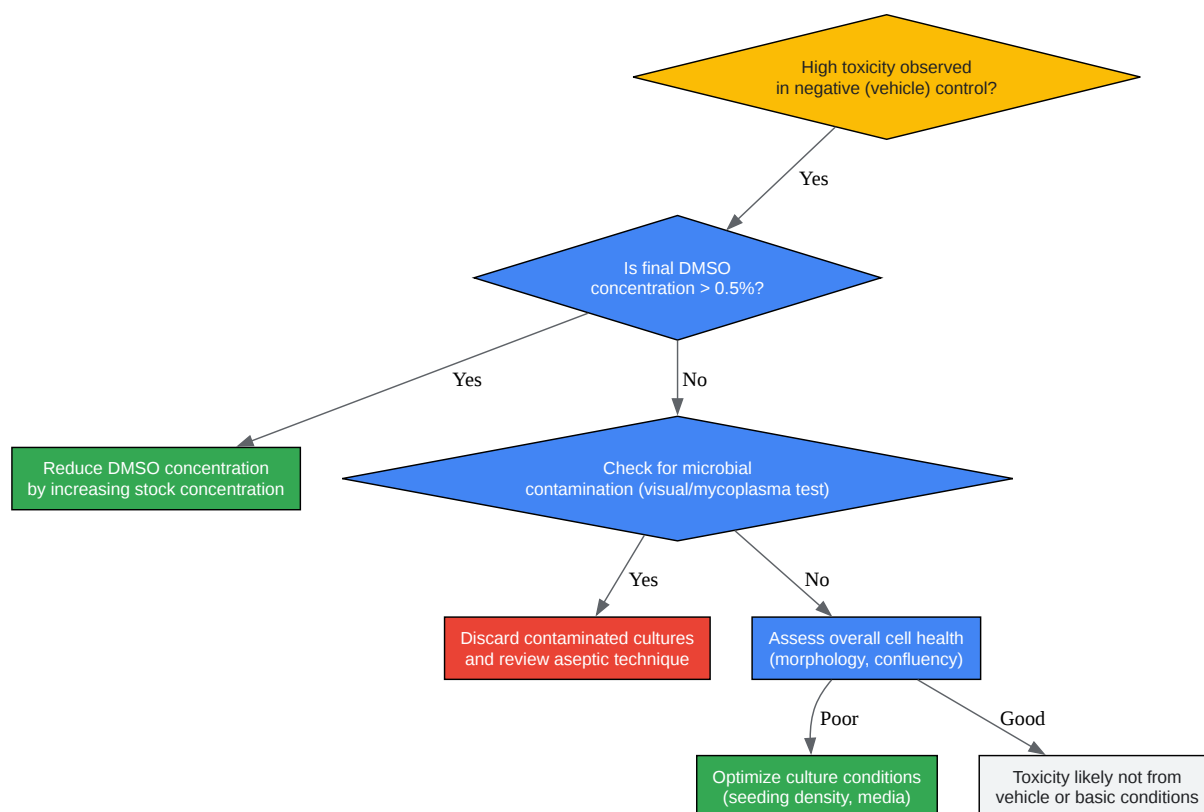 High toxicity observed
in negative (vehicle) control?
Yes
Is final DMSO
concentration > 0.5%?
Yes
No
Reduce DMSO concentration
by increasing stock concentration
Check for microbial
contamination (visual/mycoplasma test)
Yes
No
Discard contaminated cultures
and review aseptic technique
Assess overall cell health
(morphology, confluency)
Poor
Good
Optimize culture conditions
(seeding density, media)
Toxicity likely not from
vehicle or basic conditions